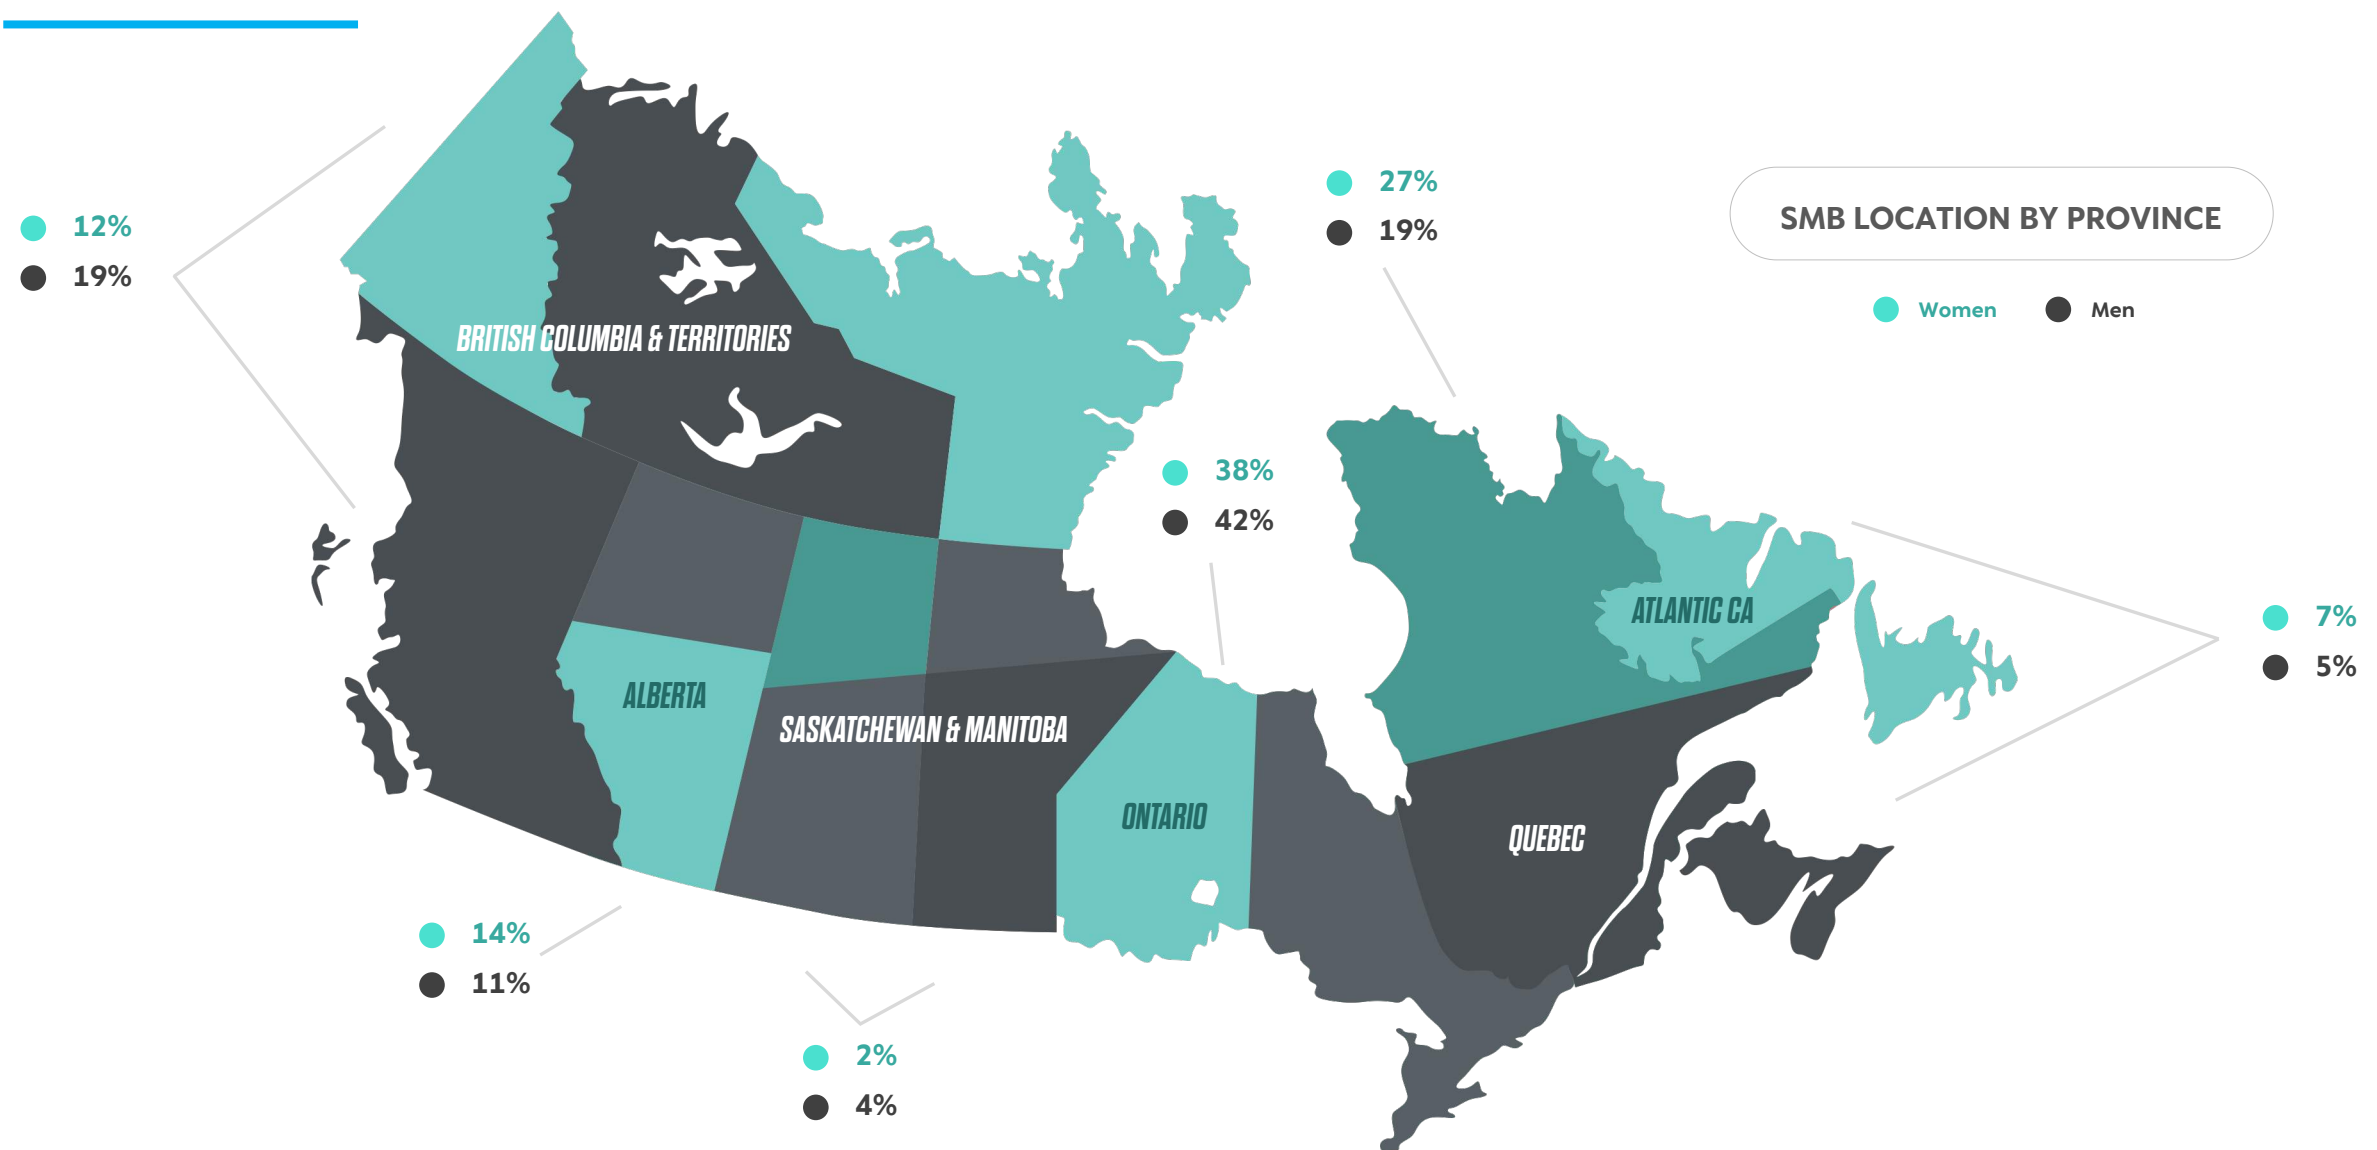 SMB LOCATION BY PROVINCE
Women
Men
12%
19%
BRITISH COLUMBIA & TERRITORIES
27%
19%
38%
42%
ATLANTIC CA
7%
5%
ALBERTA
SASKATCHEWAN & MANITOBA
ONTARIO
QUEBEC
14%
11%
2%
4%